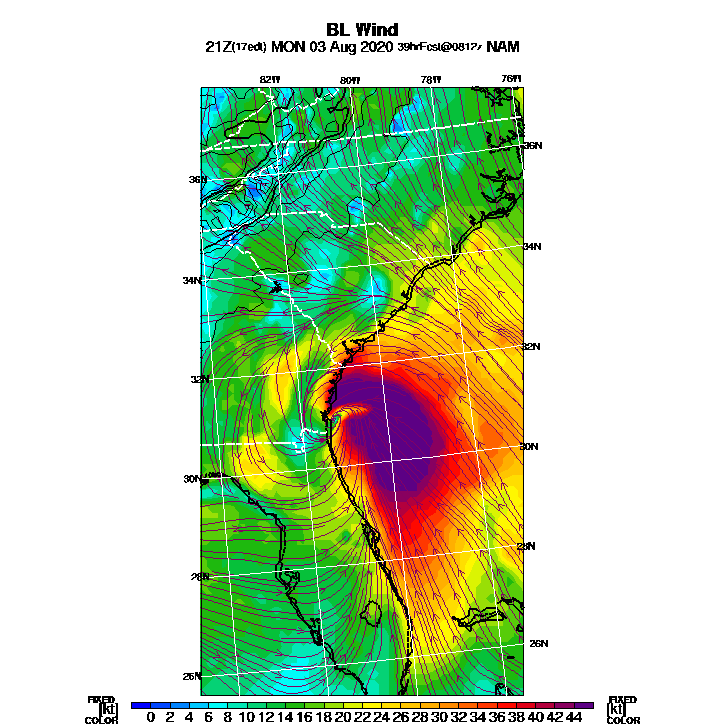 BL Wind
21Z(17edt) MON 03 Aug 2020 39hrFcst@0812z NAM
82W 80W 78W 76W
36N
36N
34N
34N
32N
32N
30N
30N
28N
28N
26N
26N
FIXED FIXED
[kt] 0 2 4 6 8 10 12 14 16 18 20 22 24 26 28 30 32 34 36 38 40 42 44 [kt]
COLOR COLOR